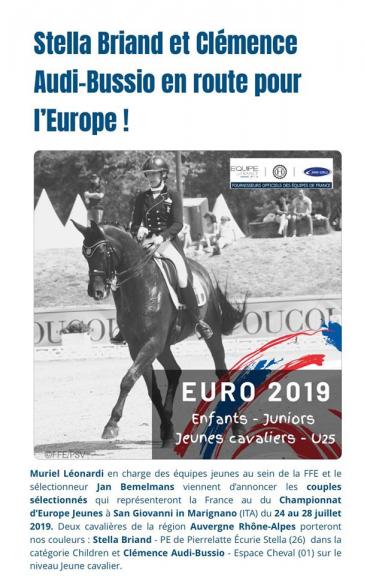 Stella Briand et Clémence
Audi-Bussio en route pour
l'Europe !
EQUIPE
FOURNISSEURS OFFICIELS DES ÉQUIPES DE FRANCE
EURO 2019
Enfants - Juniors
Jeunes cavaliers - U25
©FFE/PSV
Muriel Léonardi en charge des équipes jeunes au sein de la FFE et le
sélectionneur Jan Bemelmans viennent d'annoncer les couples
sélectionnés qui représenteront la France au du Championnat
d'Europe Jeunes à San Giovanni in Marignano (ITA) du 24 au 28 juillet
2019. Deux cavalières de la région Auvergne Rhône-Alpes porteront
nos couleurs : Stella Briand - PE de Pierrelatte Écurie Stella (26) dans la
catégorie Children et Clémence Audi-Bussio - Espace Cheval (01) sur le
niveau Jeune cavalier.